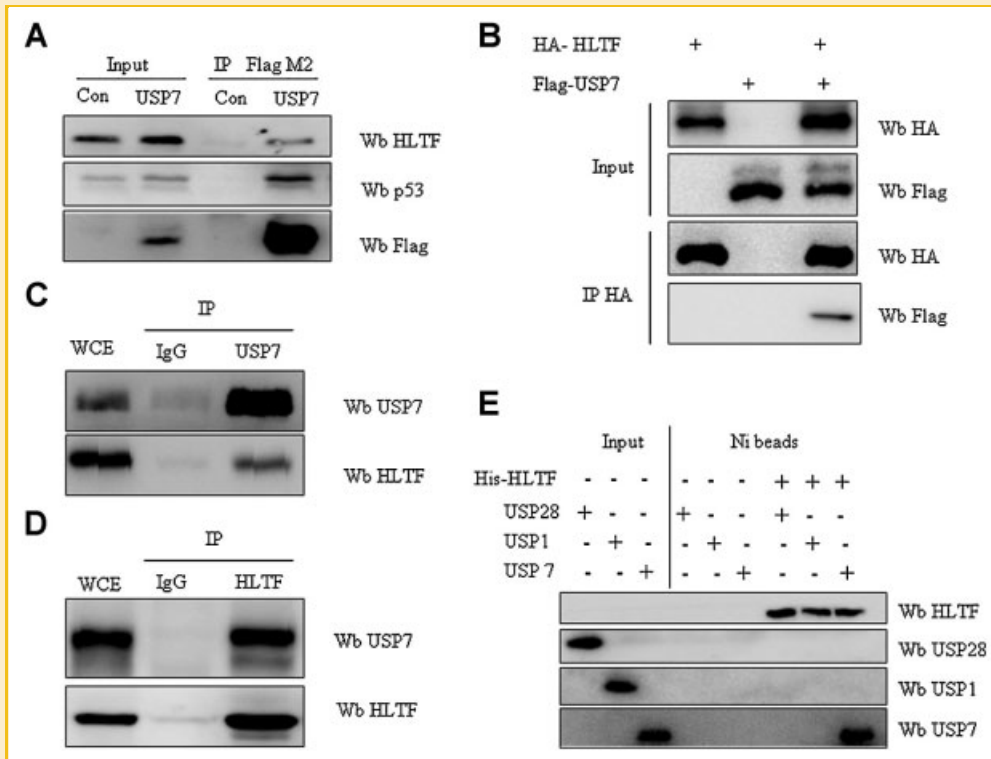 A
Input IP Flag M2
Con USP7 Con USP7
Wb HLTF
Wb p53
Wb Flag
B
HA- HLTF + +
Flag-USP7 + +
Input
Wb HA
Wb Flag
IP HA
Wb HA
Wb Flag
C
IP
WCE IgG USP7
Wb USP7
Wb HLTF
D
IP
WCE IgG HLTF
Wb USP7
Wb HLTF
E
Input Ni beads
His-HLTF - - - - - - + + +
USP28 + - - + - - + - -
USP1 - + - - + - - + -
USP 7 - - + - - + - - +
Wb HLTF
Wb USP28
Wb USP1
Wb USP7